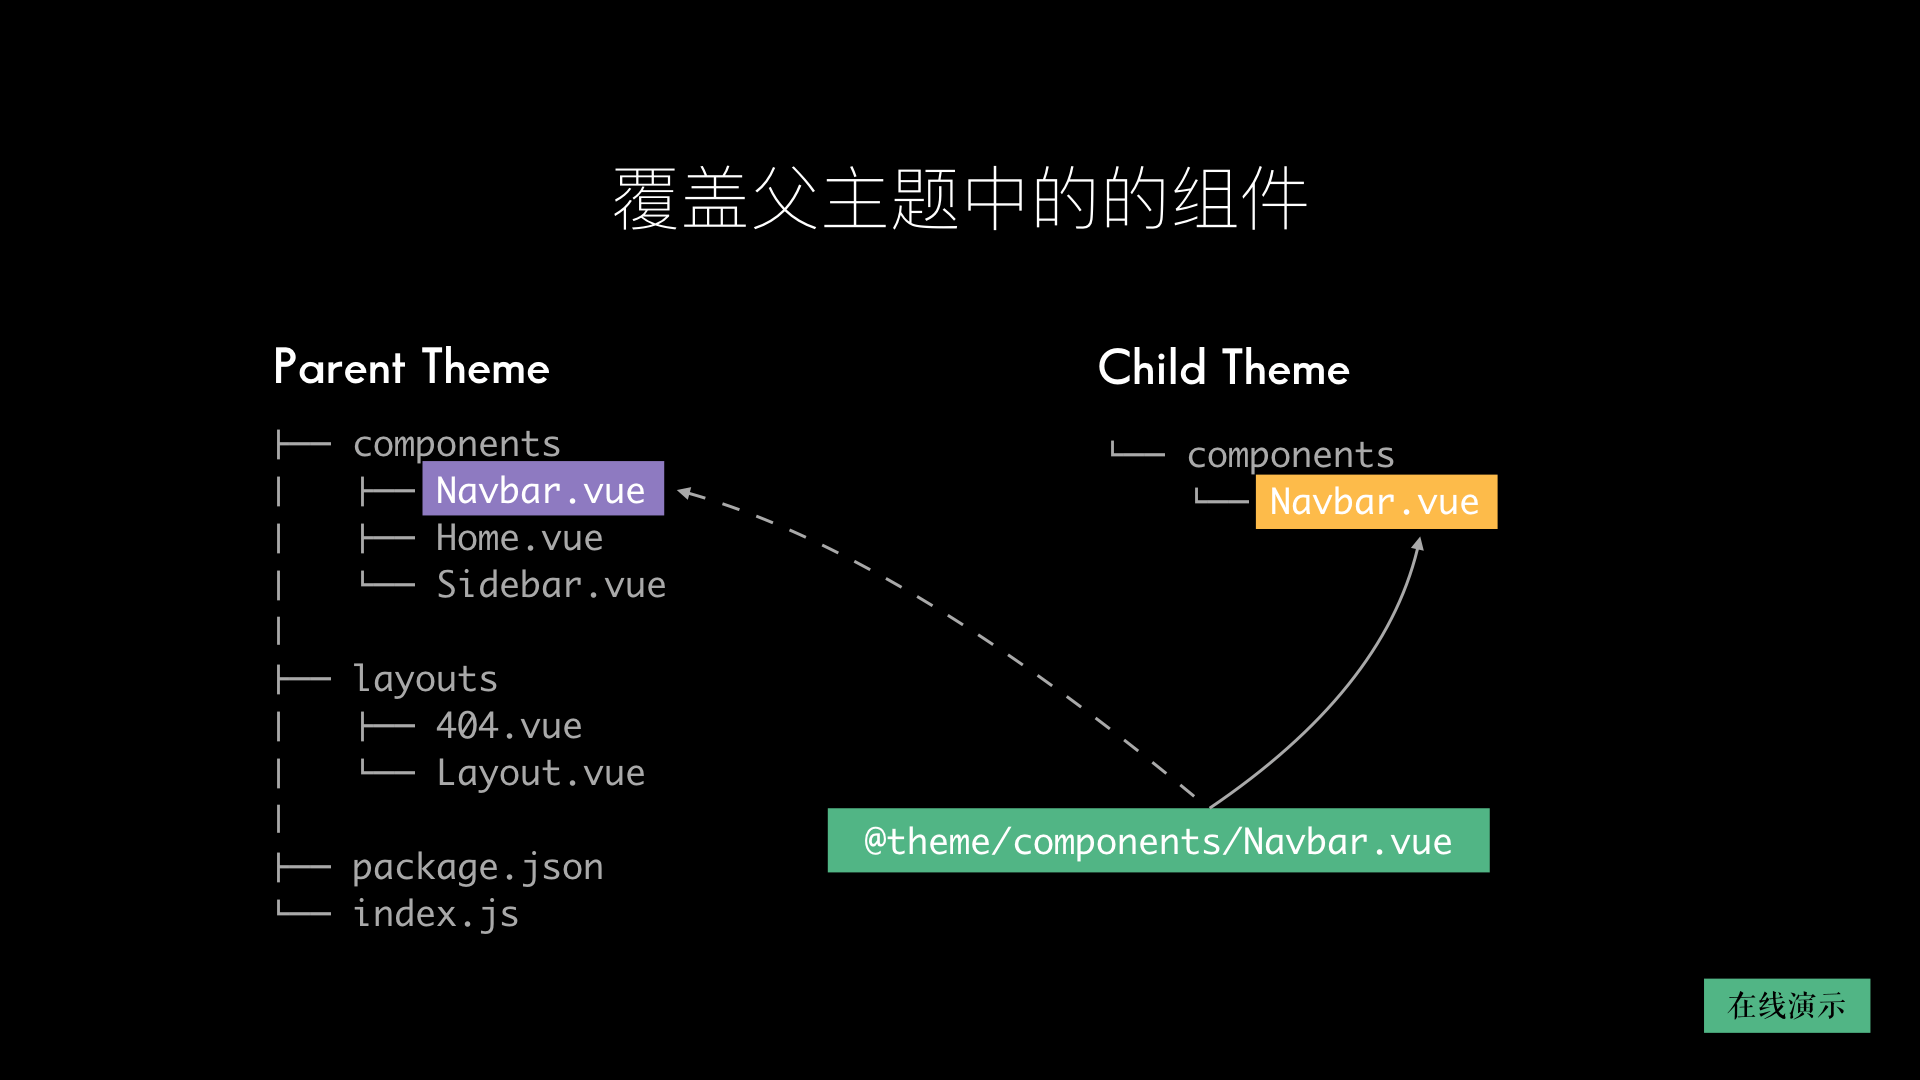 覆盖父主题中的的组件
Parent Theme
├── components
│   ├── Navbar.vue
│   ├── Home.vue
│   └── Sidebar.vue
│
├── layouts
│   ├── 404.vue
│   └── Layout.vue
│
├── package.json
└── index.js
Child Theme
└── components
    └── Navbar.vue
@theme/components/Navbar.vue
在线演示